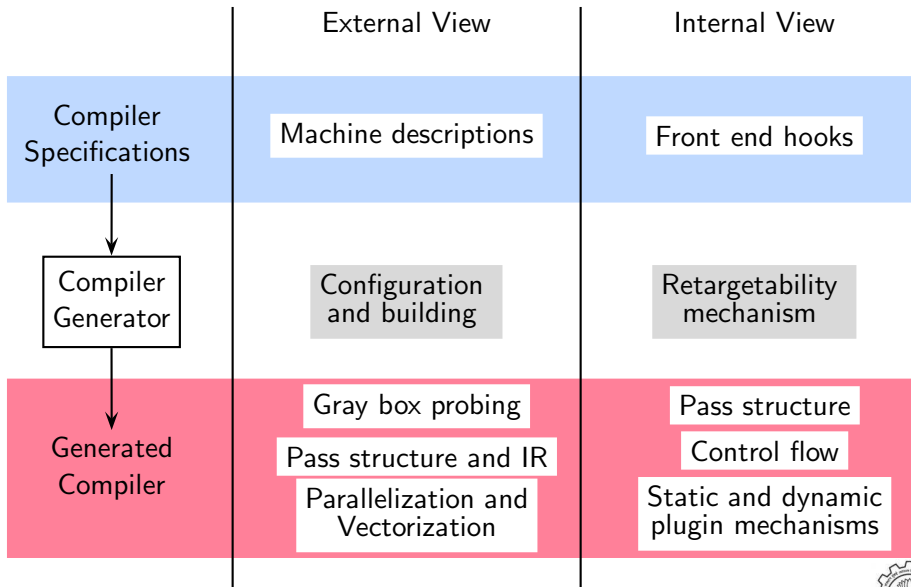 External View
Internal View
Compiler
Specifications
Machine descriptions
Front end hooks
Compiler
Generator
Configuration
and building
Retargetability
mechanism
Generated
Compiler
Gray box probing
Pass structure and IR
Parallelization and
Vectorization
Pass structure
Control flow
Static and dynamic
plugin mechanisms